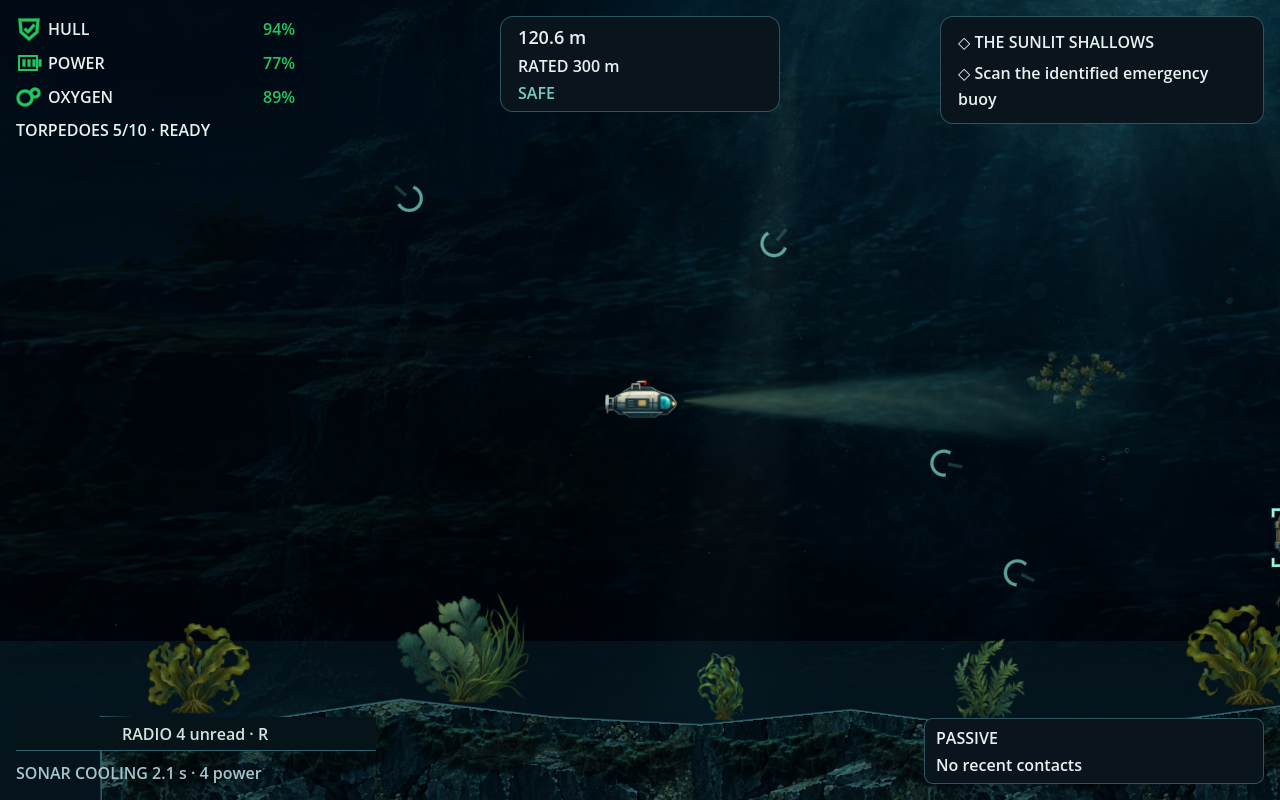 HULL 94%
POWER 77%
OXYGEN 89%
TORPEDOES 5/10 · READY
120.6 m
RATED 300 m
SAFE
◇ THE SUNLIT SHALLOWS
◇ Scan the identified emergency
buoy
RADIO 4 unread · R
SONAR COOLING 2.1 s · 4 power
PASSIVE
No recent contacts